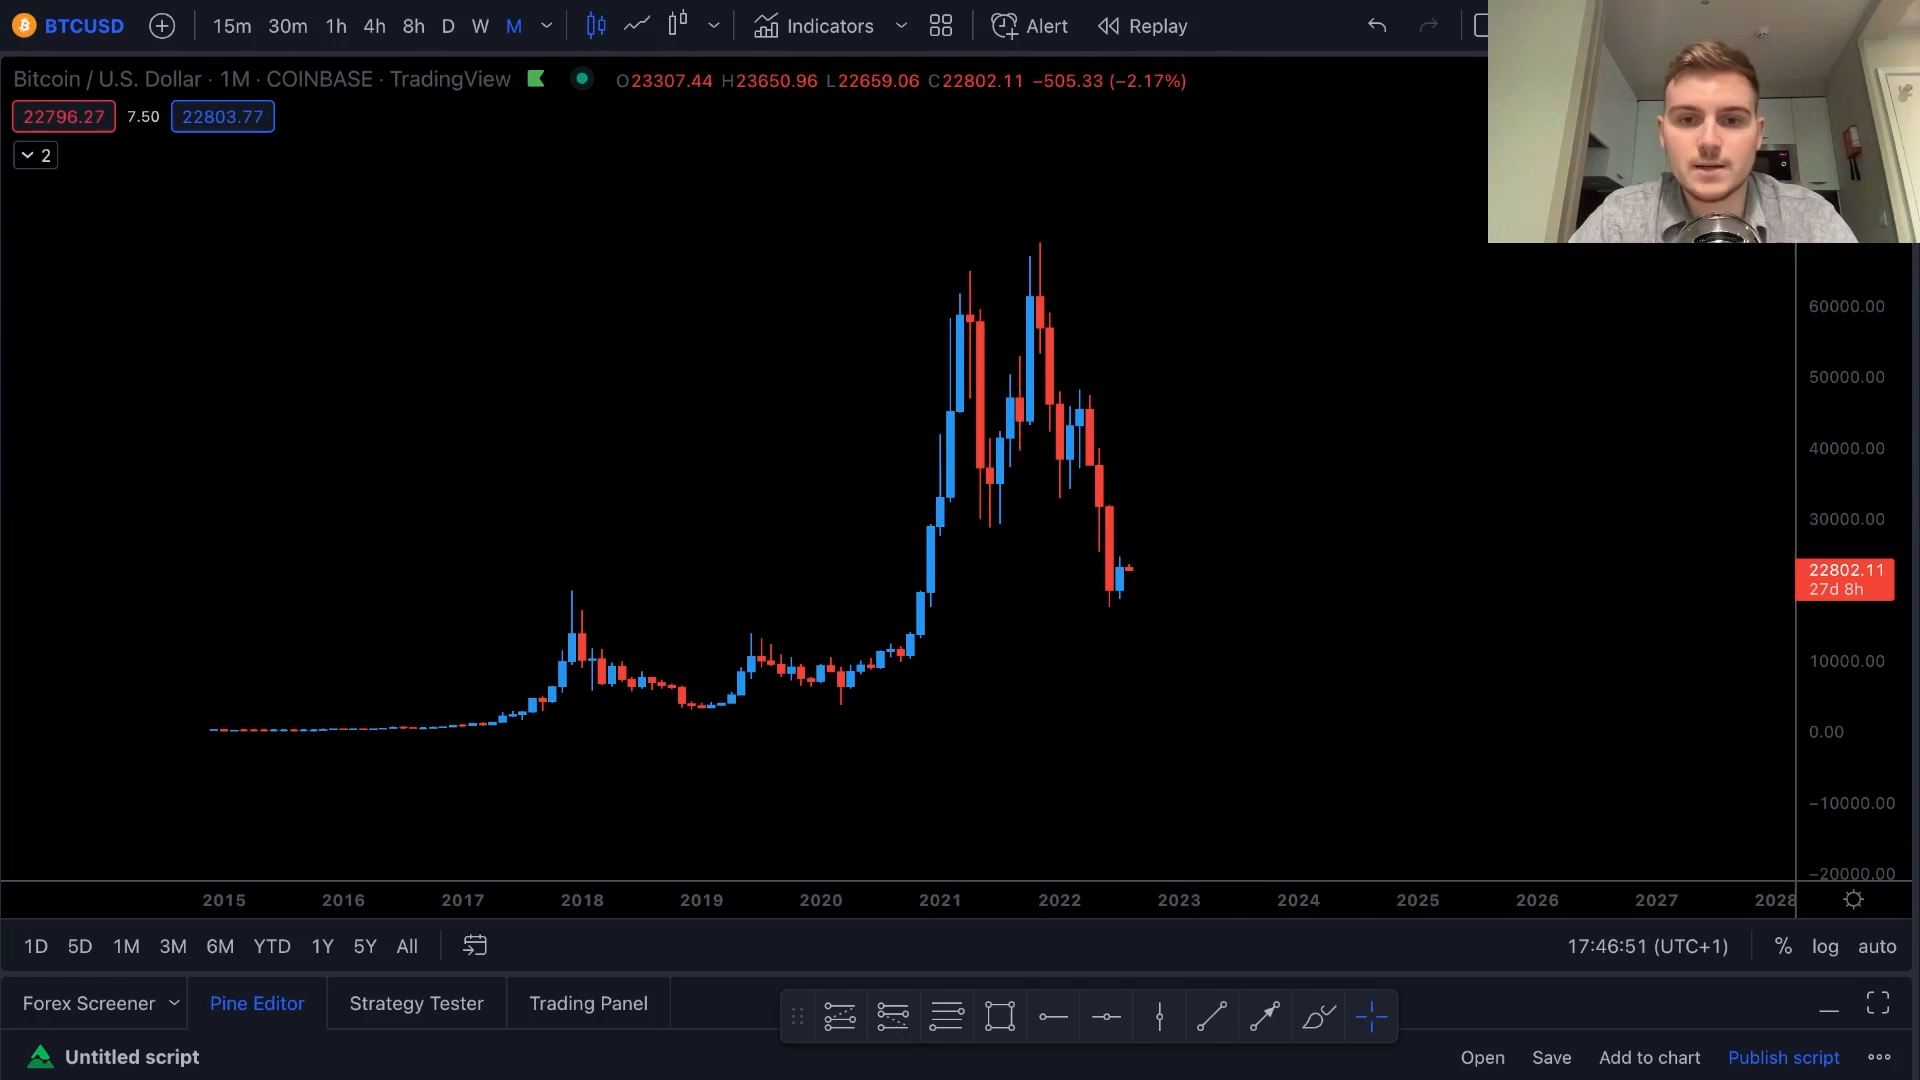 BTCUSD 15m 30m 1h 4h 8h D W M Indicators Alert Replay
Bitcoin / U.S. Dollar · 1M · COINBASE · TradingView O23307.44 H23650.96 L22659.06 C22802.11 −505.33 (−2.17%)
22796.27 7.50 22803.77
2
60000.00
50000.00
40000.00
30000.00
22802.11
27d 8h
10000.00
0.00
−10000.00
−20000.00
2015 2016 2017 2018 2019 2020 2021 2022 2023 2024 2025 2026 2027 2028
1D 5D 1M 3M 6M YTD 1Y 5Y All 17:46:51 (UTC+1) % log auto
Forex Screener Pine Editor Strategy Tester Trading Panel
Untitled script Open Save Add to chart Publish script